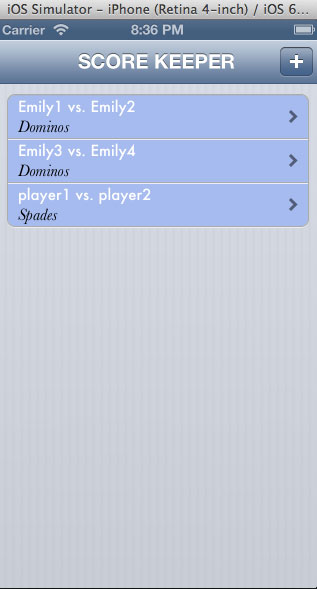 iOS Simulator – iPhone (Retina 4-inch) / iOS 6...
Carrier 8:36 PM
SCORE KEEPER +
Emily1 vs. Emily2
Dominos
Emily3 vs. Emily4
Dominos
player1 vs. player2
Spades